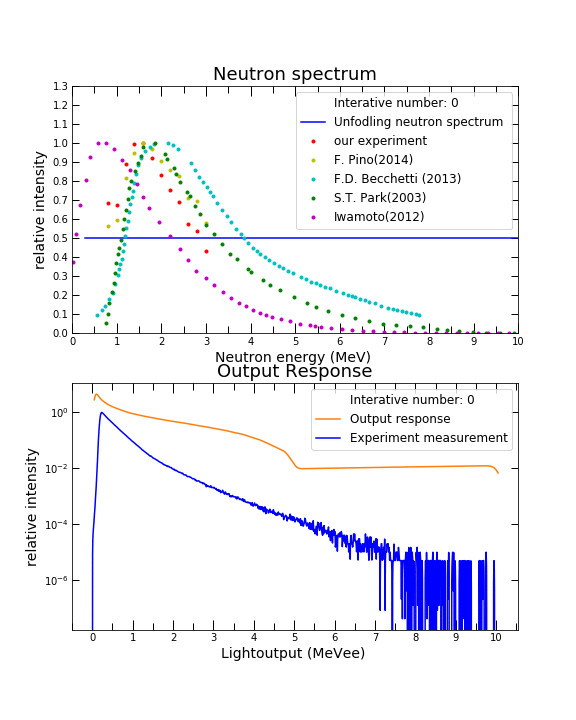 Neutron spectrum
1.3
1.2
1.1
1.0
0.9
0.8
0.7
0.6
0.5
0.4
0.3
0.2
0.1
0.0
relative intensity
Interative number: 0
Unfodling neutron spectrum
our experiment
F. Pino(2014)
F.D. Becchetti (2013)
S.T. Park(2003)
Iwamoto(2012)
0 1 2 3 4 5 6 7 8 9 10
Neutron energy (MeV)
Output Response
10^0
10^-2
10^-4
10^-6
relative intensity
Interative number: 0
Output response
Experiment measurement
0 1 2 3 4 5 6 7 8 9 10
Lightoutput (MeVee)